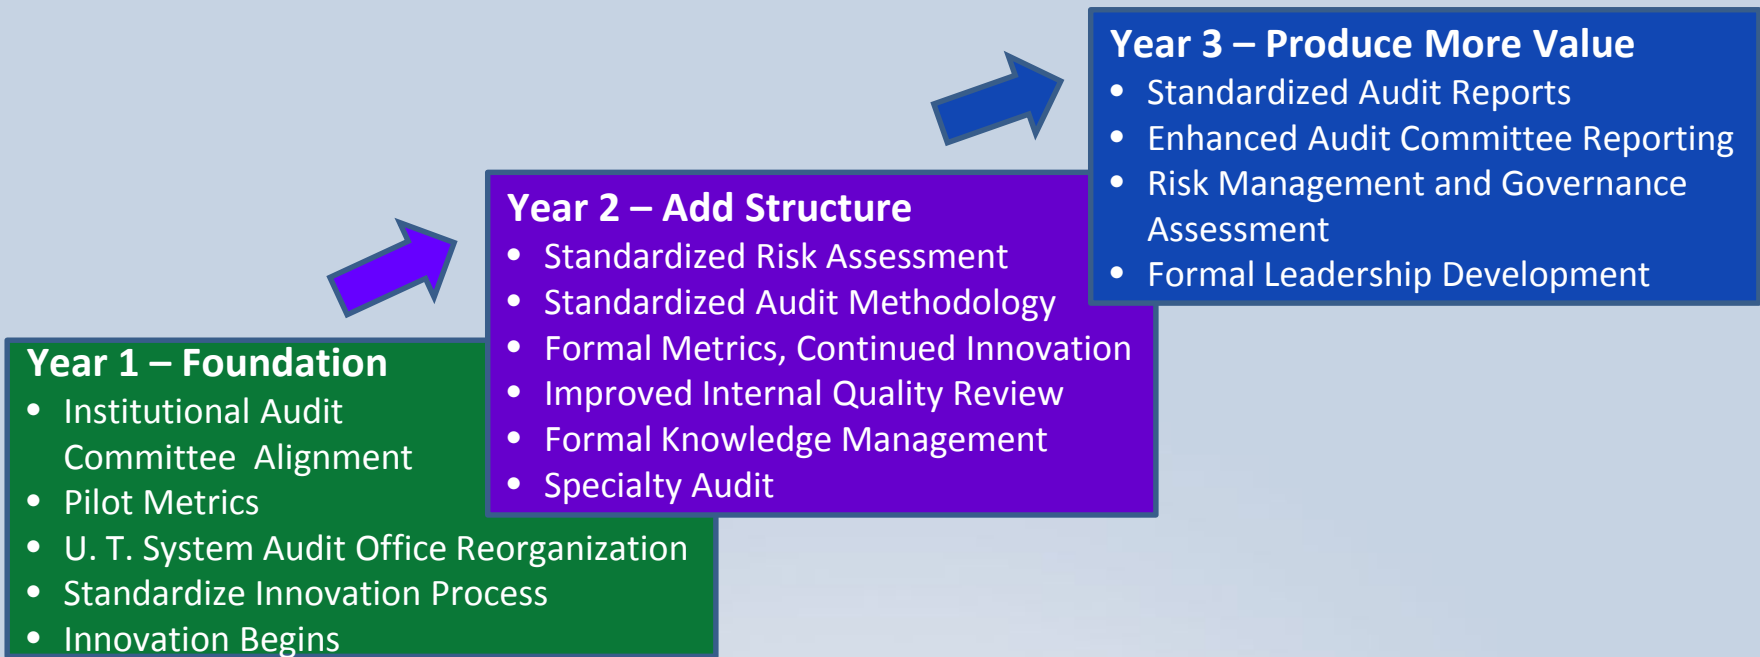 Year 3 – Produce More Value
• Standardized Audit Reports
• Enhanced Audit Committee Reporting
• Risk Management and Governance
Assessment
• Formal Leadership Development
Year 2 – Add Structure
• Standardized Risk Assessment
• Standardized Audit Methodology
• Formal Metrics, Continued Innovation
• Improved Internal Quality Review
• Formal Knowledge Management
• Specialty Audit
Year 1 – Foundation
• Institutional Audit
Committee  Alignment
• Pilot Metrics
• U. T. System Audit Office Reorganization
• Standardize Innovation Process
• Innovation Begins